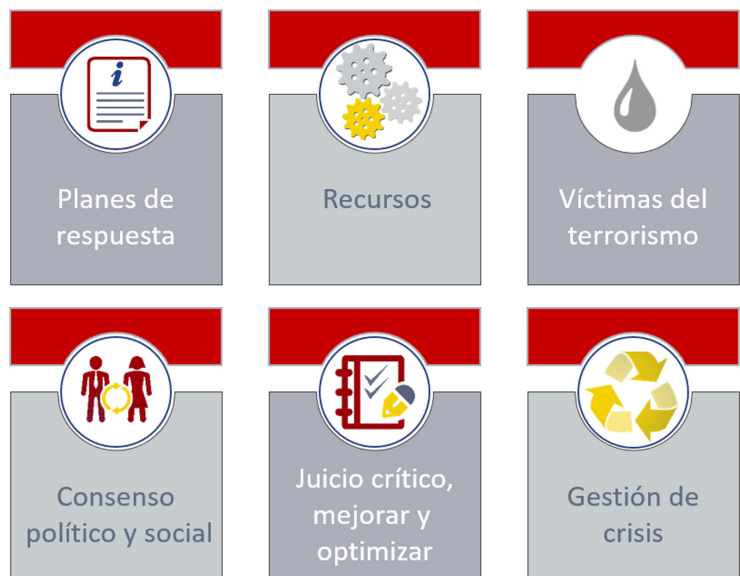 Planes de
respuesta
Recursos
Víctimas del
terrorismo
Consenso
político y social
Juicio crítico,
mejorar y
optimizar
Gestión de
crisis